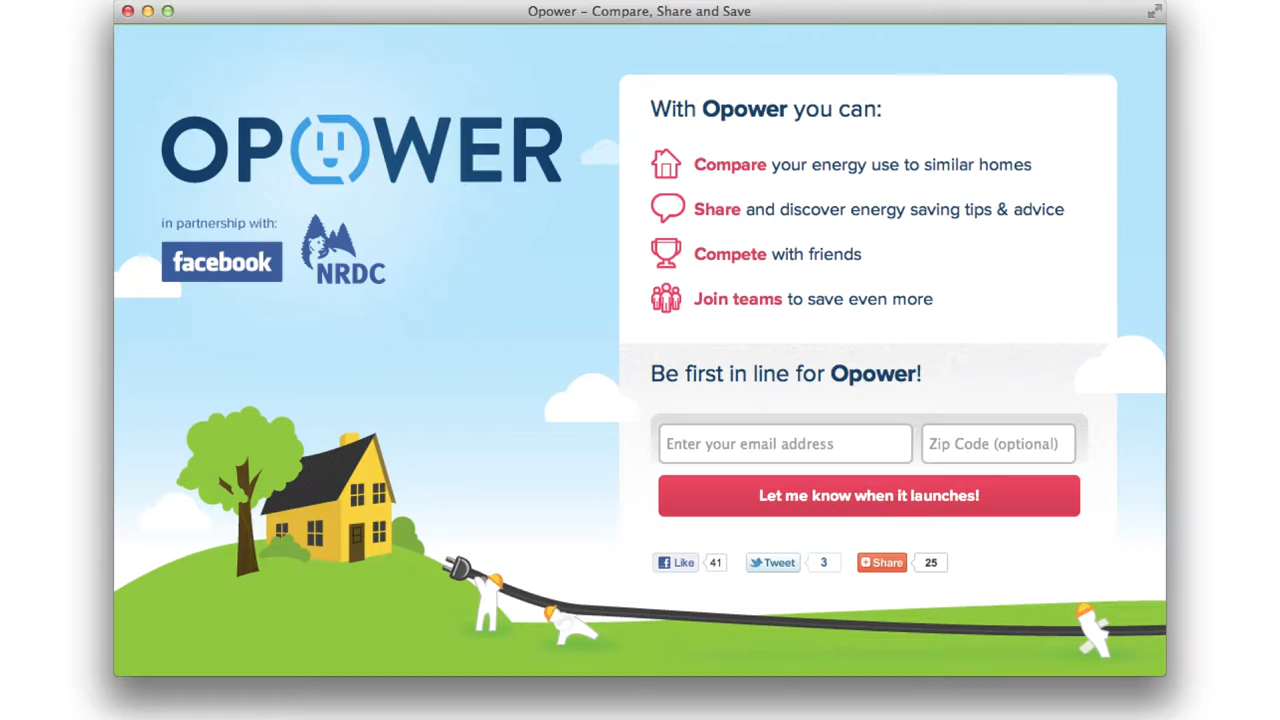 Opower – Compare, Share and Save
OPOWER
in partnership with:
facebook
NRDC
With Opower you can:
Compare your energy use to similar homes
Share and discover energy saving tips & advice
Compete with friends
Join teams to save even more
Be first in line for Opower!
Enter your email address
Zip Code (optional)
Let me know when it launches!
Like 41
Tweet 3
Share 25